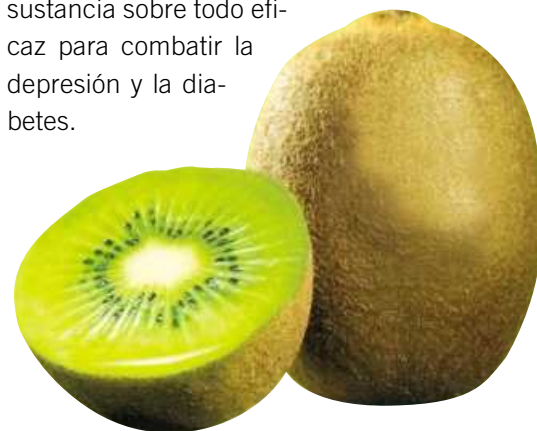 sustancia sobre todo efi-
caz para combatir la
depresión y la dia-
betes.